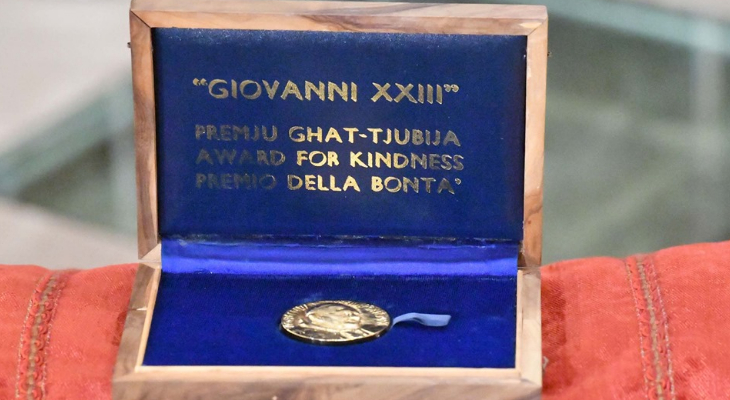 “GIOVANNI XXIII”
PREMJU GHAT-TJUBIJA
AWARD FOR KINDNESS
PREMIO DELLA BONTA’